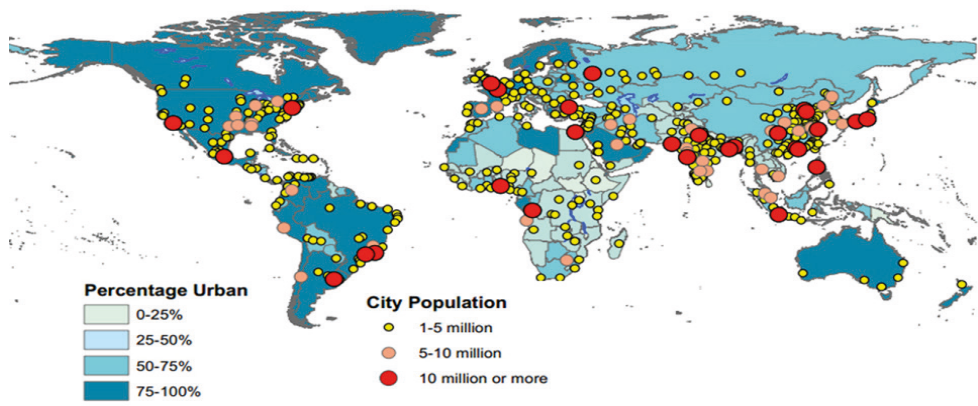 Percentage Urban
0-25%
25-50%
50-75%
75-100%
City Population
1-5 million
5-10 million
10 million or more